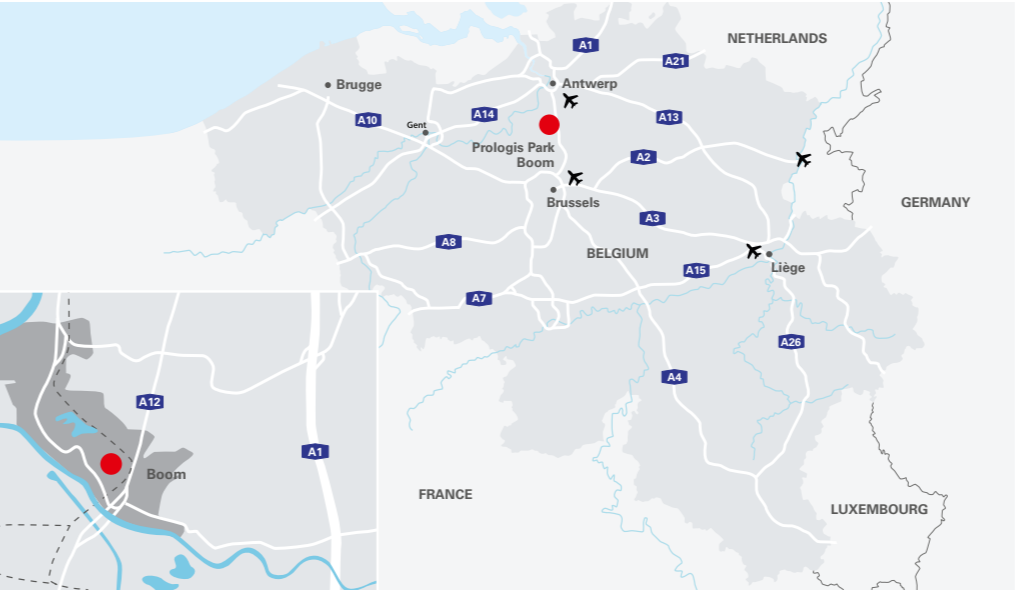 NETHERLANDS
A1
A21
Brugge
Antwerp
A10
Gent
A14
A13
Prologis Park
Boom
A2
Brussels
GERMANY
A3
A8
BELGIUM
Liège
A15
A7
A26
A4
A12
A1
Boom
FRANCE
LUXEMBOURG